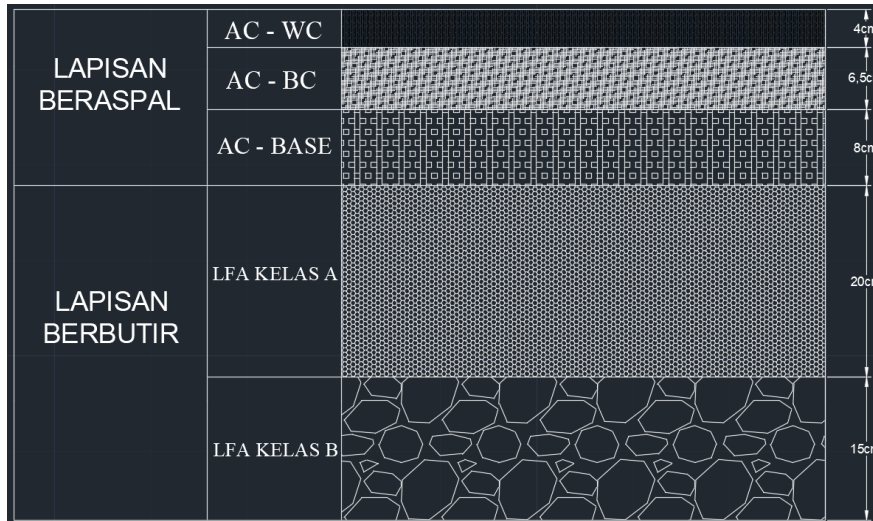 LAPISAN
BERASPAL
AC - WC
4cm
AC - BC
6,5c
AC - BASE
8cm
LAPISAN
BERBUTIR
LFA KELAS A
20cm
LFA KELAS B
15cm